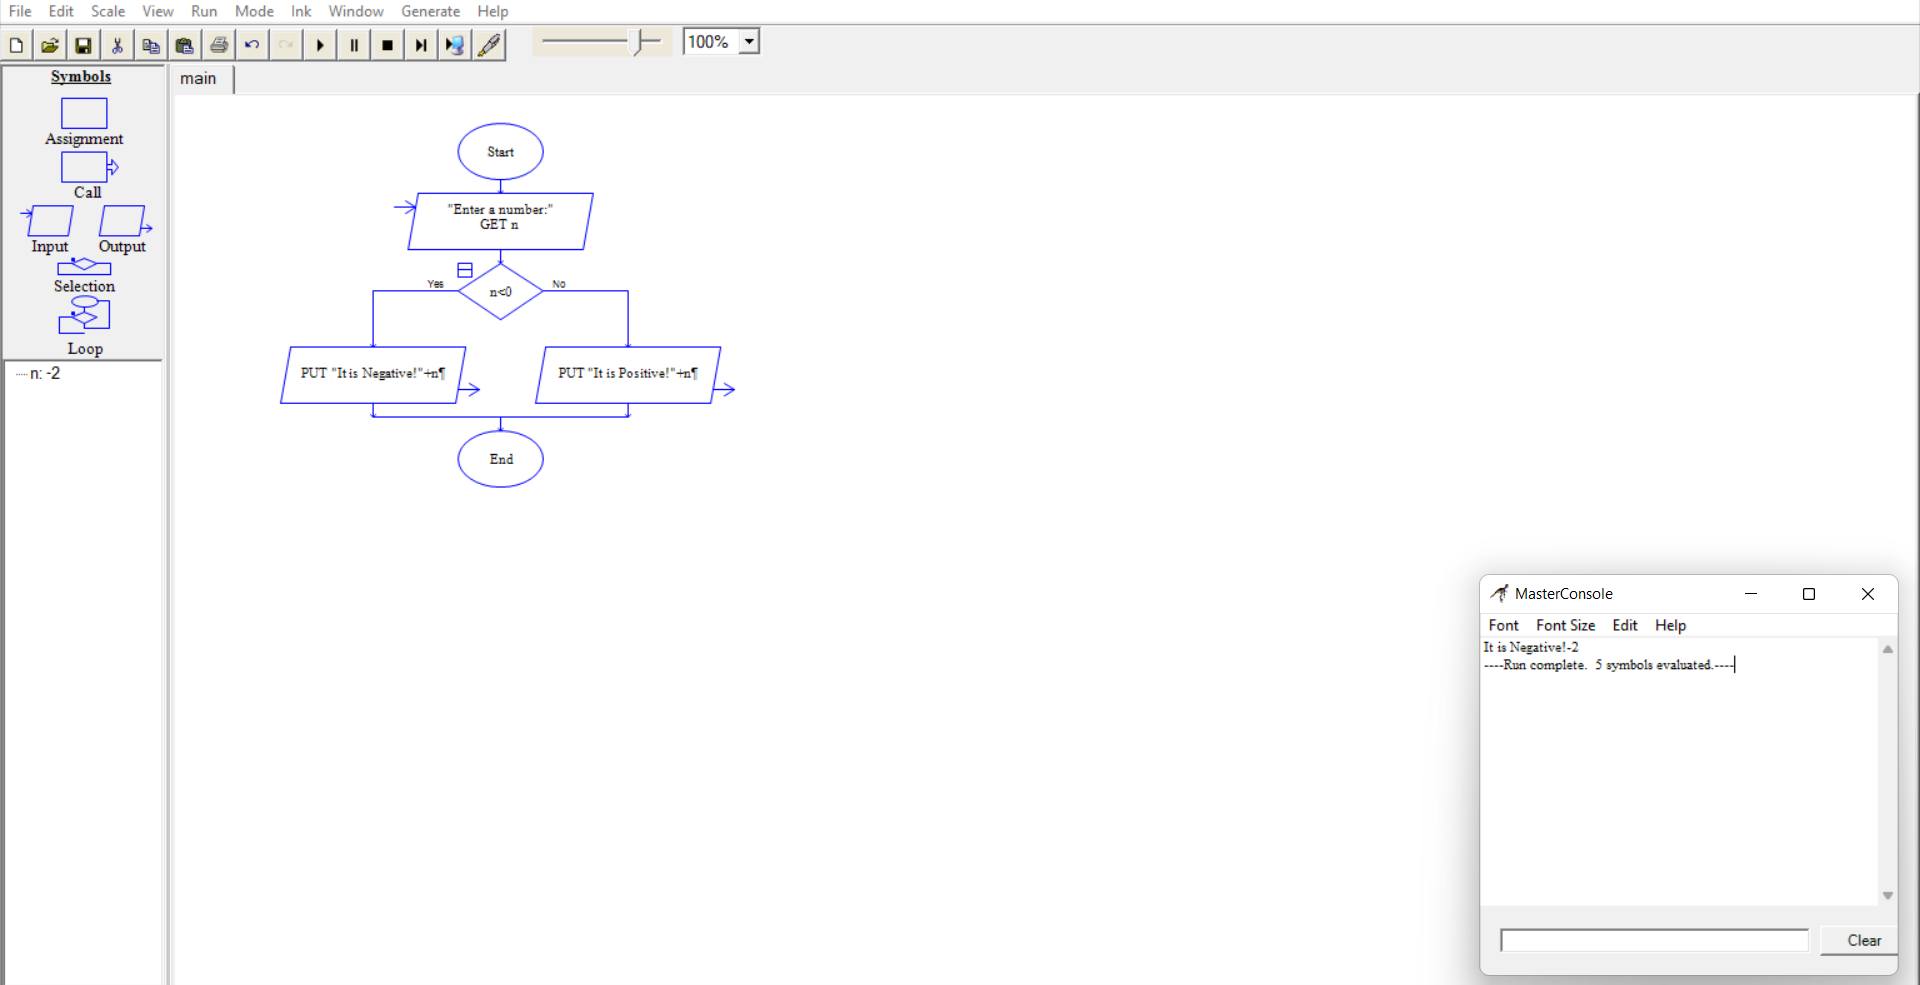 File Edit Scale View Run Mode Ink Window Generate Help
100%
Symbols
Assignment
Call
Input Output
Selection
Loop
n: -2
main
Start
"Enter a number:"
GET n
Yes
n<0
No
PUT "It is Negative!"+n¶
PUT "It is Positive!"+n¶
End
MasterConsole
Font Font Size Edit Help
It is Negative!-2
----Run complete.  5 symbols evaluated.----
Clear